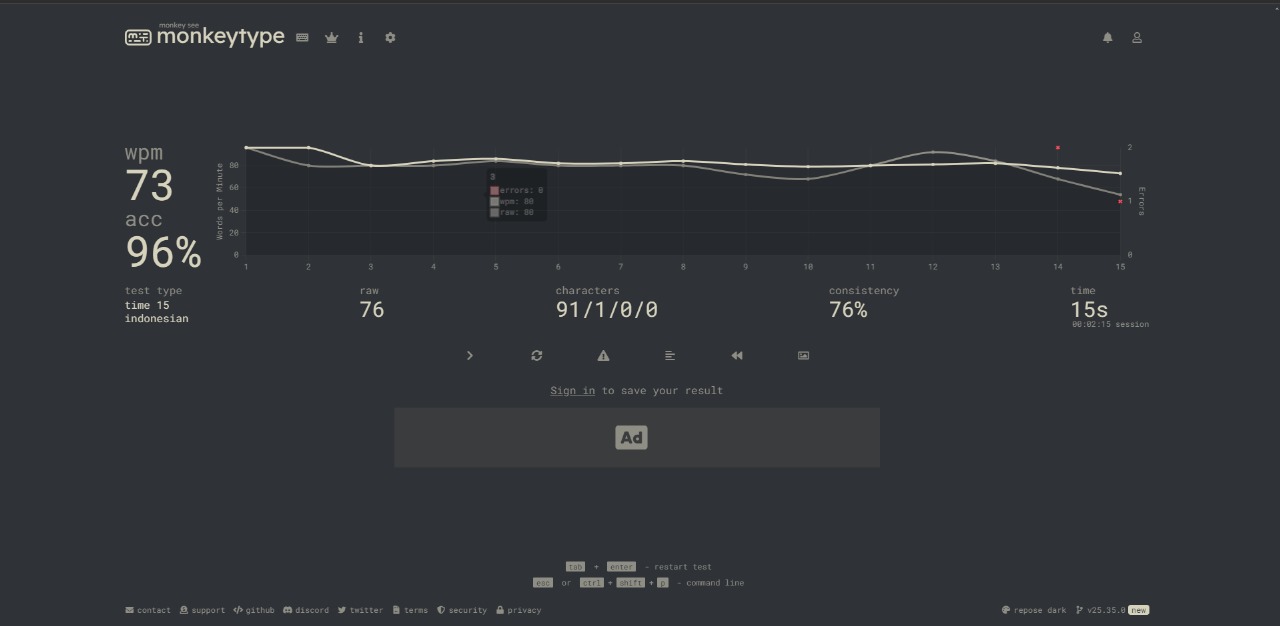 monkey see
monkeytype
wpm
73
acc
96%
Words per Minute
80
60
40
20
0
2
1
0
Errors
3
errors: 0
wpm: 80
raw: 80
1 2 3 4 5 6 7 8 9 10 11 12 13 14 15
test type
time 15
indonesian
raw
76
characters
91/1/0/0
consistency
76%
time
15s
00:02:15 session
Sign in to save your result
Ad
tab + enter - restart test
esc or ctrl + shift + p - command line
contact support github discord twitter terms security privacy
repose dark v25.35.0 new